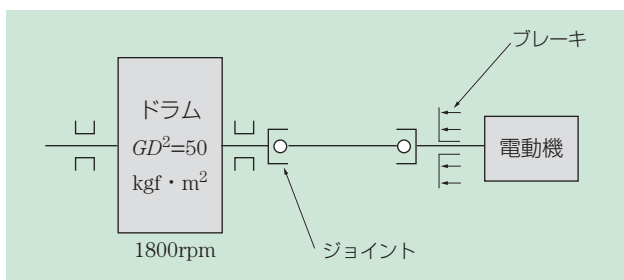 ブレーキ
ドラム
GD²=50
kgf・m²
電動機
1800rpm
ジョイント